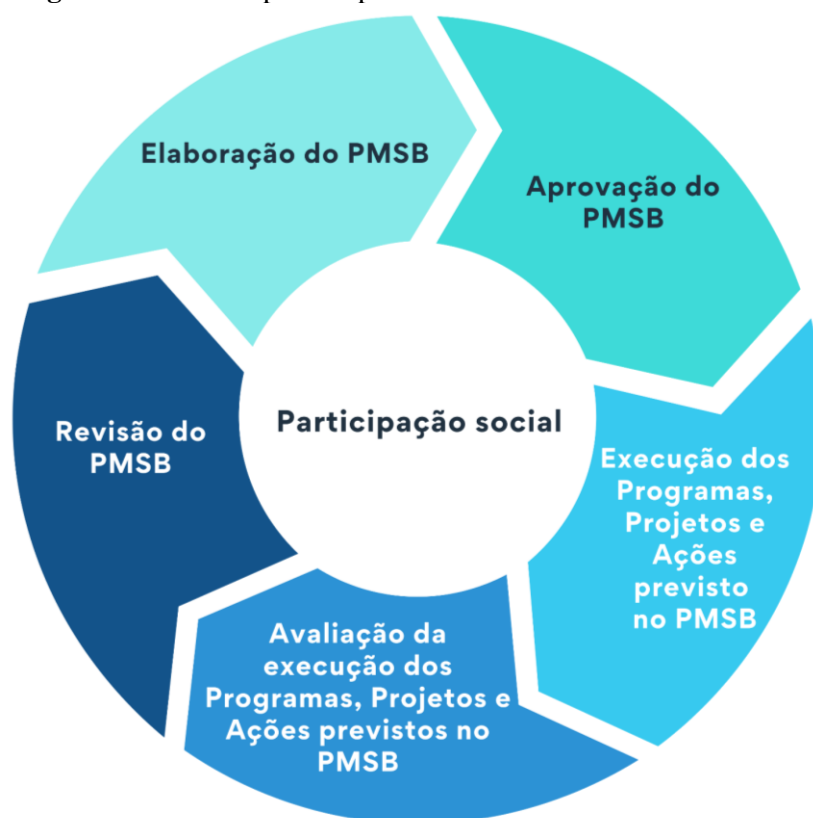 Elaboração do PMSB
Aprovação do
PMSB
Participação social
Execução dos
Programas,
Projetos e
Ações
previsto
no PMSB
Avaliação da
execução dos
Programas, Projetos e
Ações previstos no
PMSB
Revisão do
PMSB